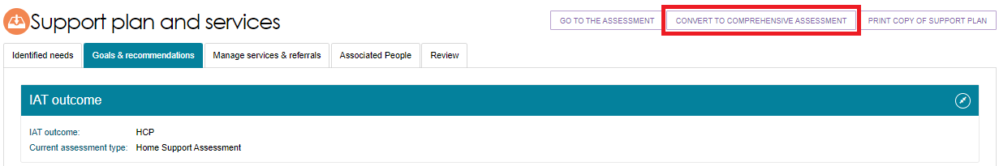 Support plan and services
GO TO THE ASSESSMENT
CONVERT TO COMPREHENSIVE ASSESSMENT
PRINT COPY OF SUPPORT PLAN
Identified needs
Goals & recommendations
Manage services & referrals
Associated People
Review
IAT outcome
IAT outcome: HCP
Current assessment type: Home Support Assessment